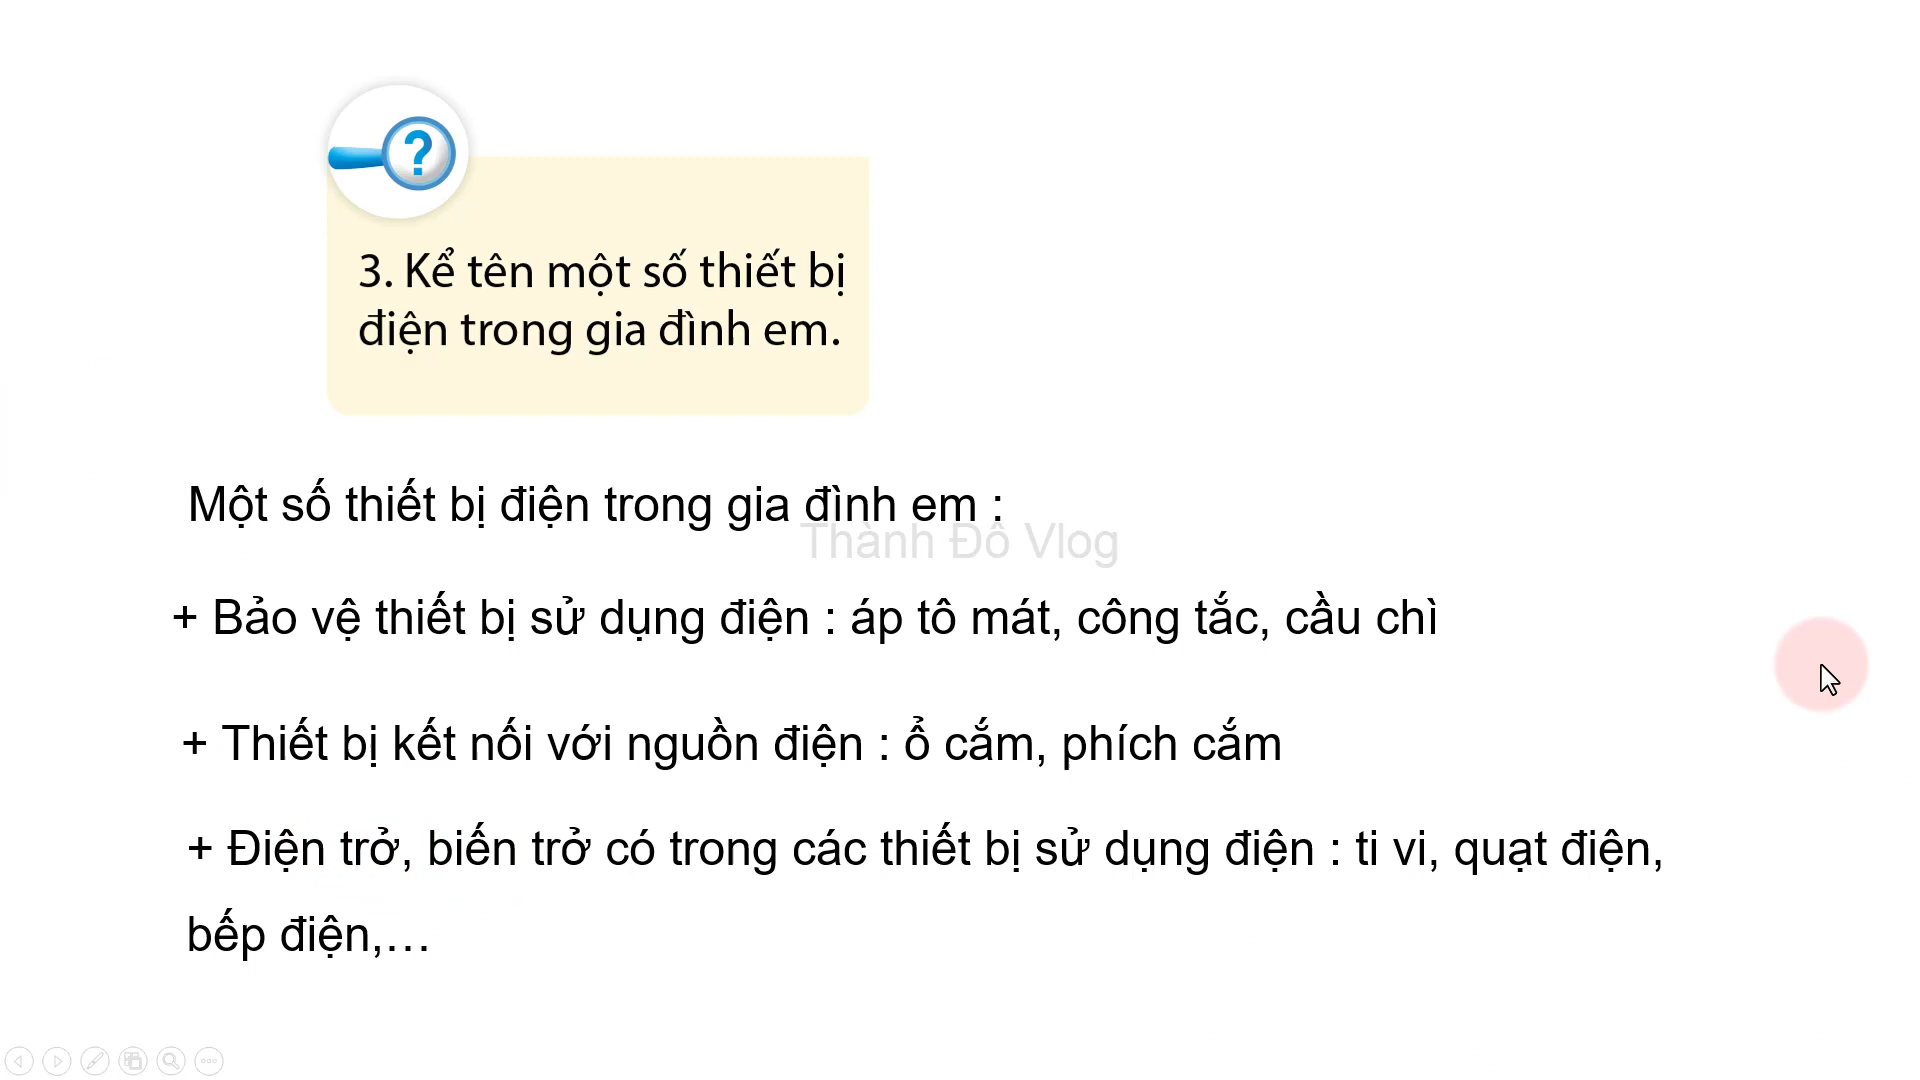 ?
3. Kể tên một số thiết bị
điện trong gia đình em.
Một số thiết bị điện trong gia đình em :
Thành Đô Vlog
+ Bảo vệ thiết bị sử dụng điện : áp tô mát, công tắc, cầu chì
+ Thiết bị kết nối với nguồn điện : ổ cắm, phích cắm
+ Điện trở, biến trở có trong các thiết bị sử dụng điện : ti vi, quạt điện,
bếp điện,…